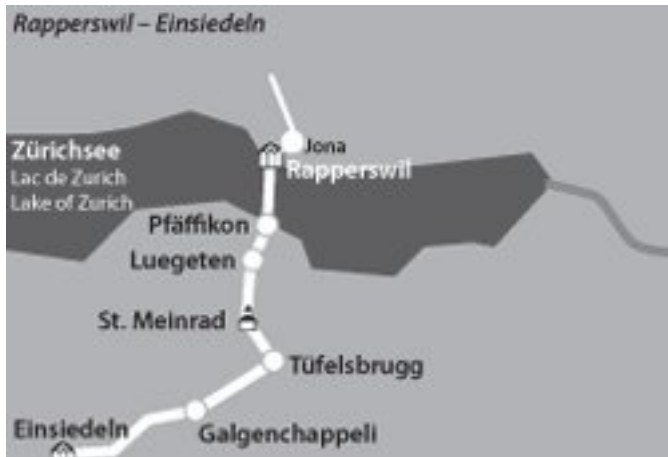 Rapperswil – Einsiedeln
Jona
Zürichsee
Rapperswil
Lac de Zurich
Lake of Zurich
Pfäffikon
Luegeten
St. Meinrad
Tüfelsbrugg
Einsiedeln
Galgenchappeli